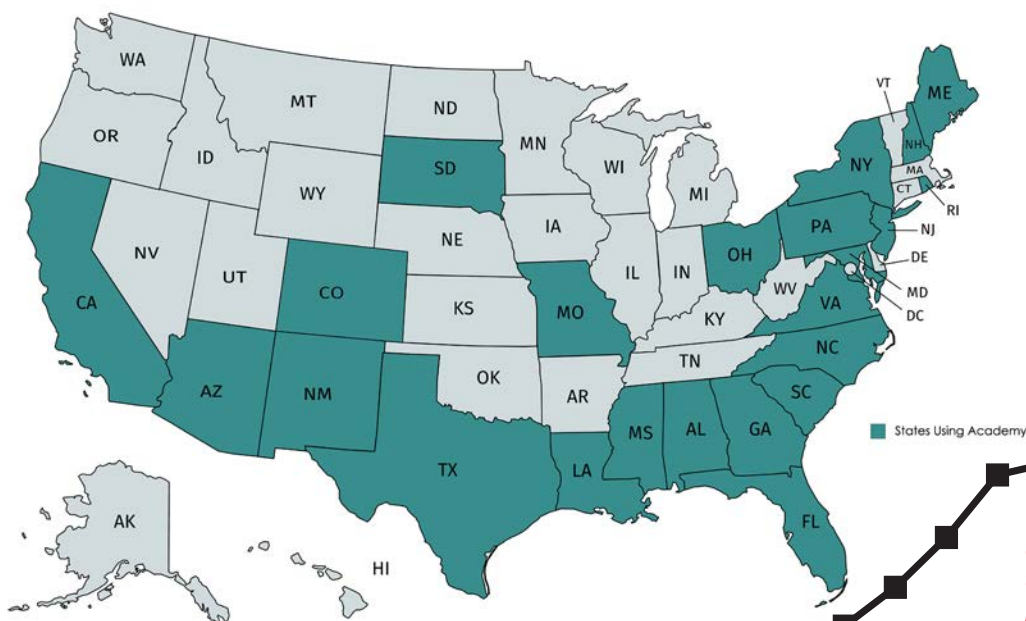 WA
OR
CA
NV
ID
MT
WY
UT
CO
AZ
NM
ND
SD
NE
KS
OK
TX
MN
IA
MO
AR
LA
WI
IL
MI
IN
OH
KY
TN
MS
AL
GA
FL
SC
NC
VA
WV
PA
NY
VT
NH
ME
MA
CT
RI
NJ
DE
MD
DC
AK
HI
States Using Academy